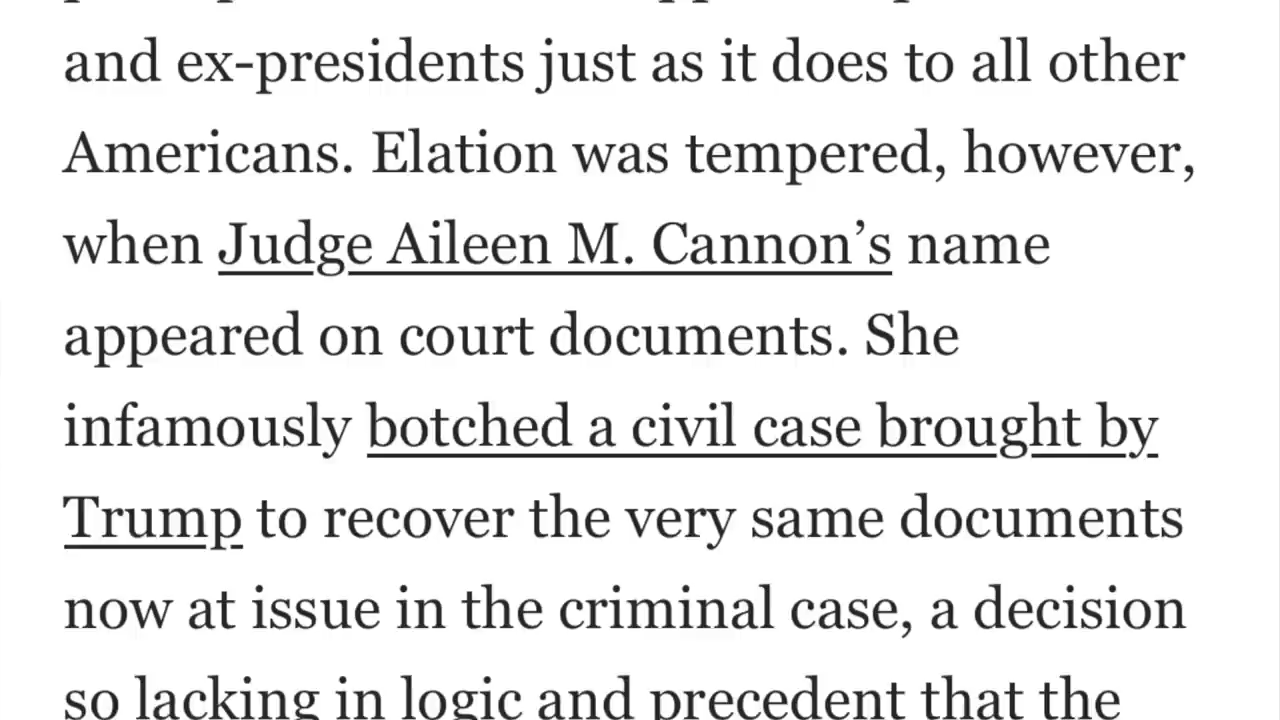 and ex-presidents just as it does to all other
Americans. Elation was tempered, however,
when Judge Aileen M. Cannon’s name
appeared on court documents. She
infamously botched a civil case brought by
Trump to recover the very same documents
now at issue in the criminal case, a decision
so lacking in logic and precedent that the